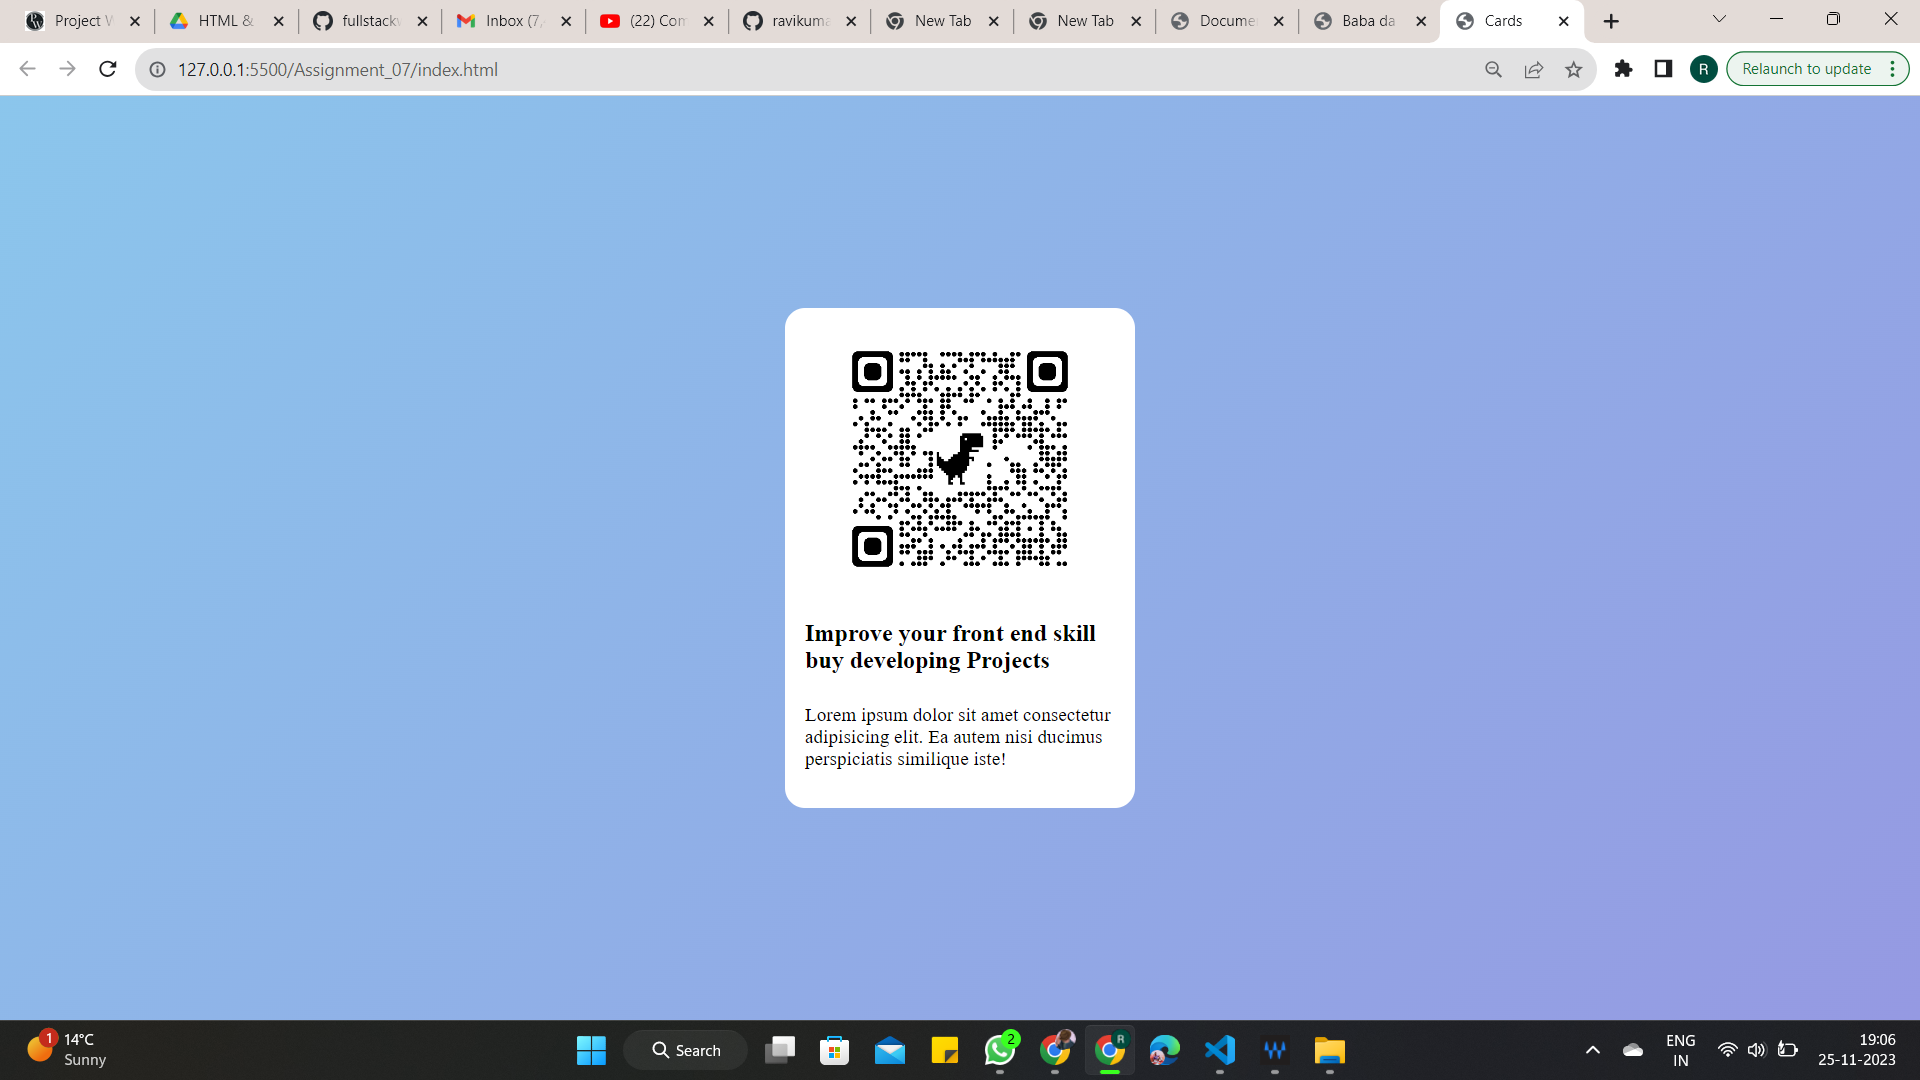 Project W
HTML &
fullstackw
Inbox (7,
(22) Com
ravikuma
New Tab
New Tab
Documen
Baba da
Cards
127.0.0.1:5500/Assignment_07/index.html
R
Relaunch to update
Improve your front end skill
buy developing Projects
Lorem ipsum dolor sit amet consectetur
adipisicing elit. Ea autem nisi ducimus
perspiciatis similique iste!
1
14°C
Sunny
Search
2
R
ENG
IN
19:06
25-11-2023